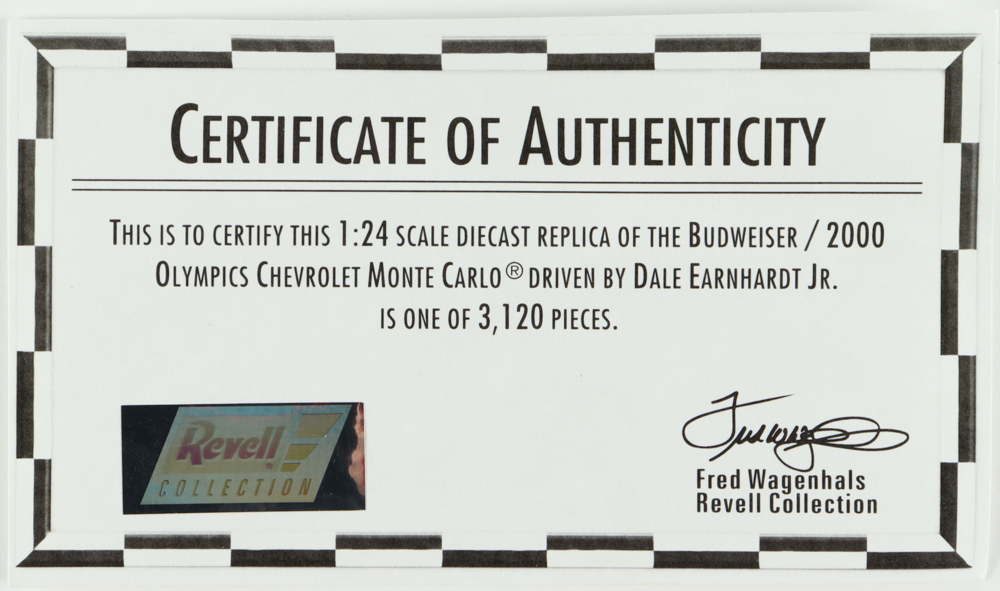 CERTIFICATE OF AUTHENTICITY
THIS IS TO CERTIFY THIS 1:24 SCALE DIECAST REPLICA OF THE BUDWEISER / 2000
OLYMPICS CHEVROLET MONTE CARLO® DRIVEN BY DALE EARNHARDT JR.
IS ONE OF 3,120 PIECES.
Revell
COLLECTION
Fred Wagenhals
Revell Collection